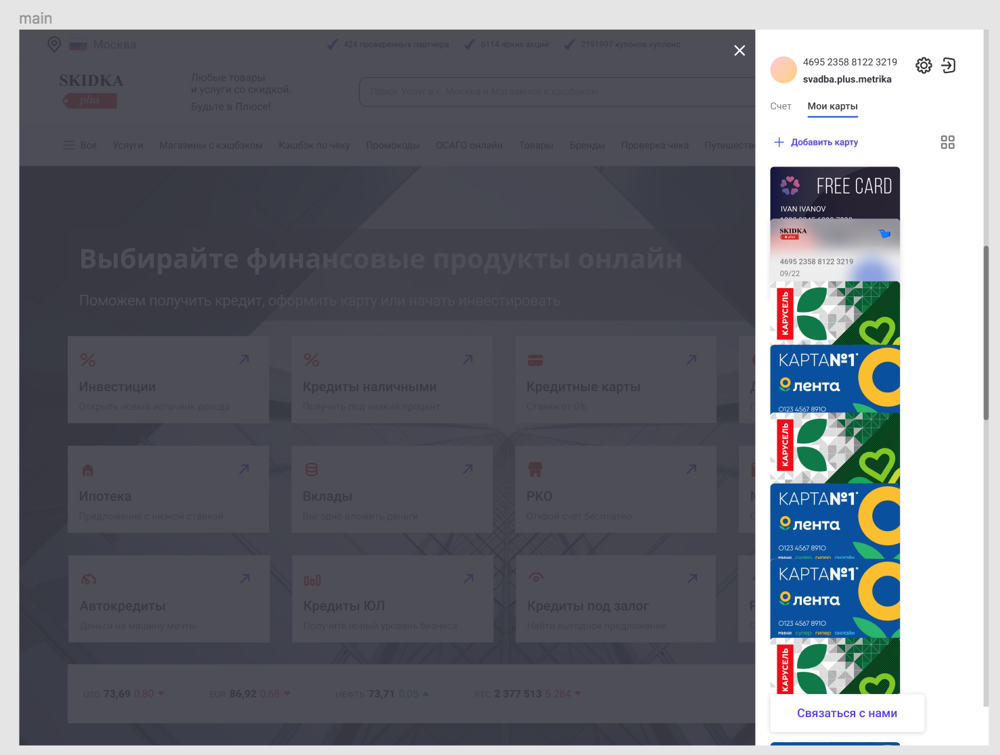 main
Москва
424 проверенных партнера
6114 ярких акций
2191997 купонов куплено
SKIDKA
plus
Любые товары
и услуги со скидкой.
Будьте в Плюсе!
Поиск Услуг в г. Москва и Магазинов с кэшбэком
Все
Услуги
Магазины с кэшбэком
Кэшбэк по чеку
Промокоды
ОСАГО онлайн
Товары
Бренды
Проверка чека
Выбирайте финансовые продукты онлайн
Поможем получить кредит, оформить карту или начать инвестировать
Инвестиции
Открыть новый источник дохода
Кредиты наличными
Получить под низкий процент
Кредитные карты
Ставки от 0%
Ипотека
Предложение с низкой ставкой
Вклады
Выгодно вложить деньги
РКО
Открой счет бесплатно
Автокредиты
Деньги на машину мечты
Кредиты ЮЛ
Получите новый уровень бизнеса
Кредиты под залог
Найти выгодное предложение
USD 73,69 0,80
EUR 86,92 0,68
НЕФТЬ 73,71 0,05
RTC 2 377 513 5 284
4695 2358 8122 3219
svadba.plus.metrika
Счет
Мои карты
Добавить карту
FREE CARD
IVAN IVANOV
SKIDKA
plus
4695 2358 8122 3219
09/22
КАРУСЕЛЬ
КАРТА№1
лента
0123 4567 8910
КАРУСЕЛЬ
КАРТА№1
лента
0123 4567 8910
мини супер гипер онлайн
КАРТА№1
лента
0123 4567 8910
мини супер гипер онлайн
КАРУСЕЛЬ
Связаться с нами